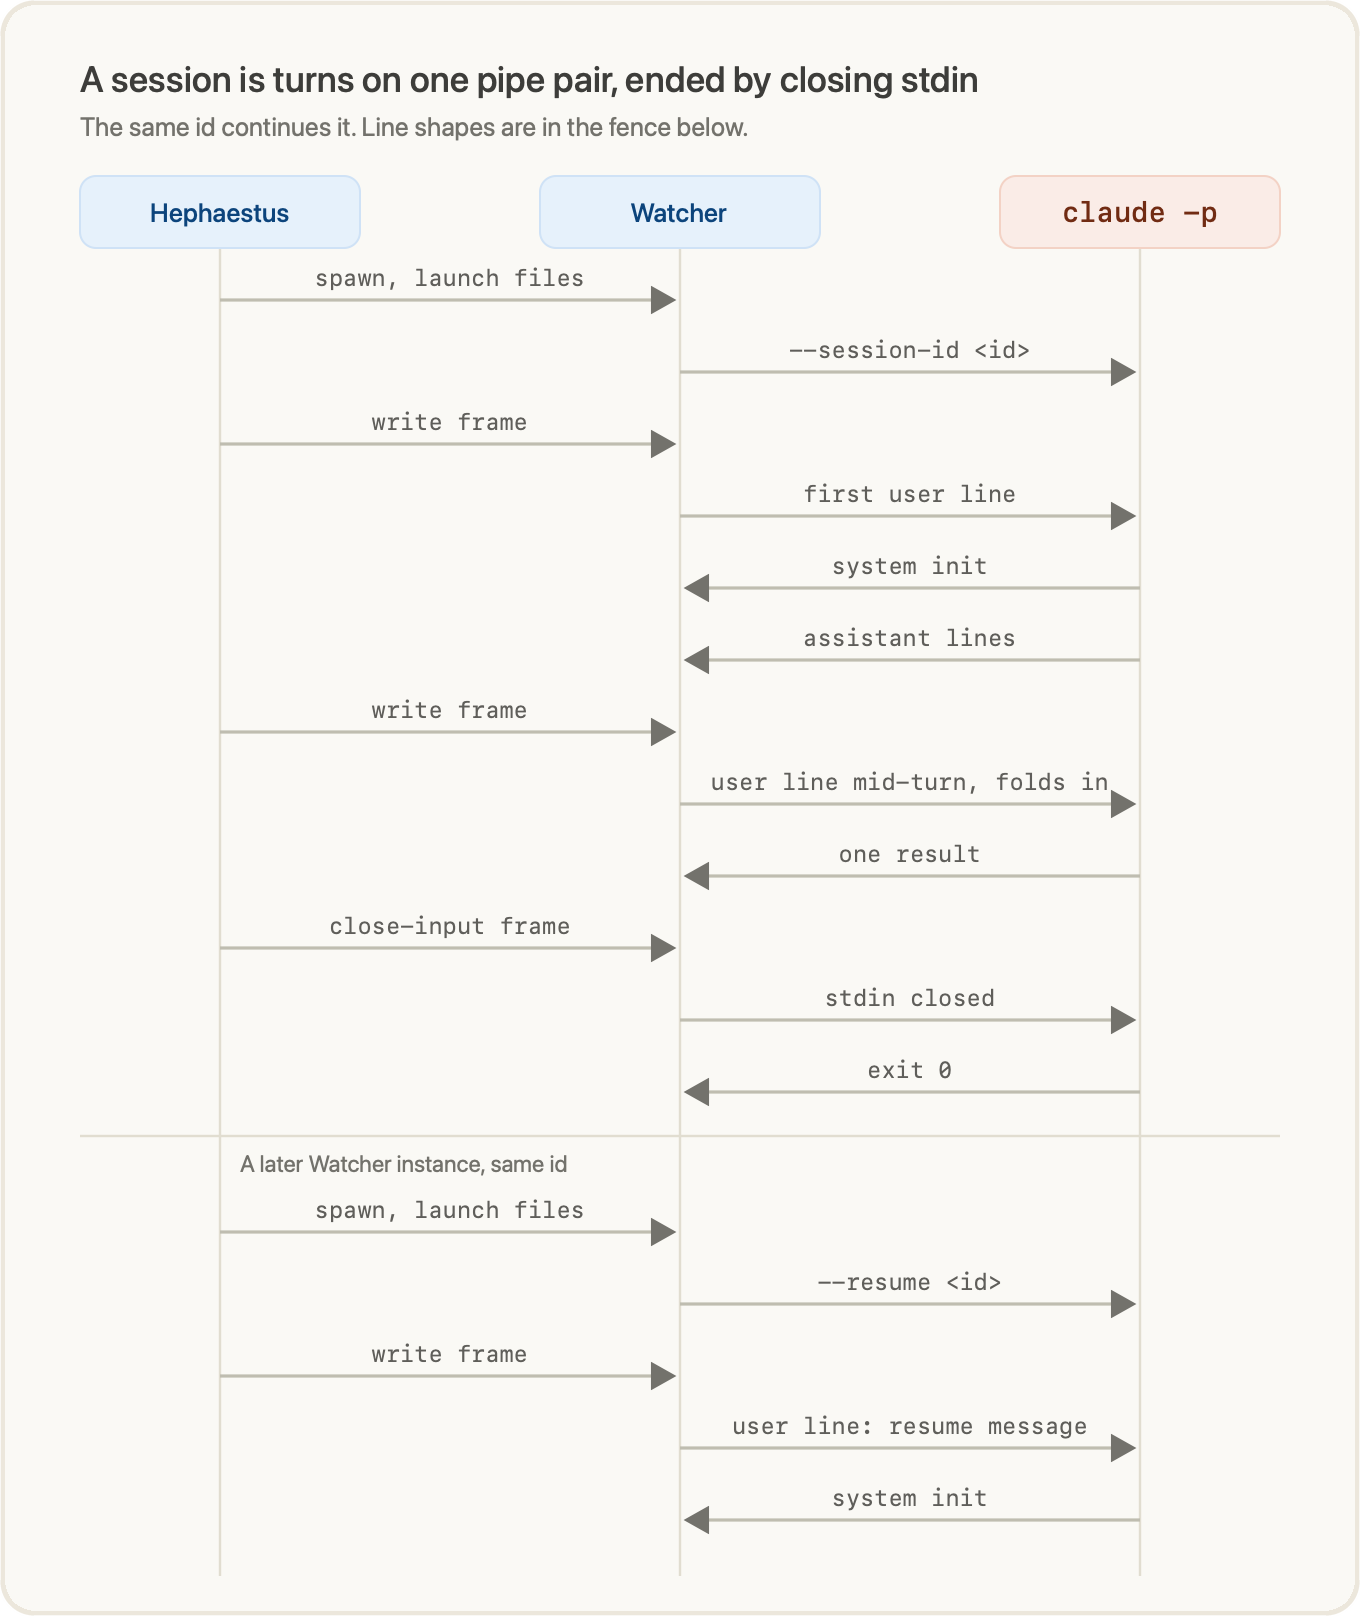 A session is turns on one pipe pair, ended by closing stdin
The same id continues it. Line shapes are in the fence below.
Hephaestus
Watcher
claude -p
spawn, launch files
--session-id <id>
write frame
first user line
system init
assistant lines
write frame
user line mid-turn, folds in
one result
close-input frame
stdin closed
exit 0
A later Watcher instance, same id
spawn, launch files
--resume <id>
write frame
user line: resume message
system init